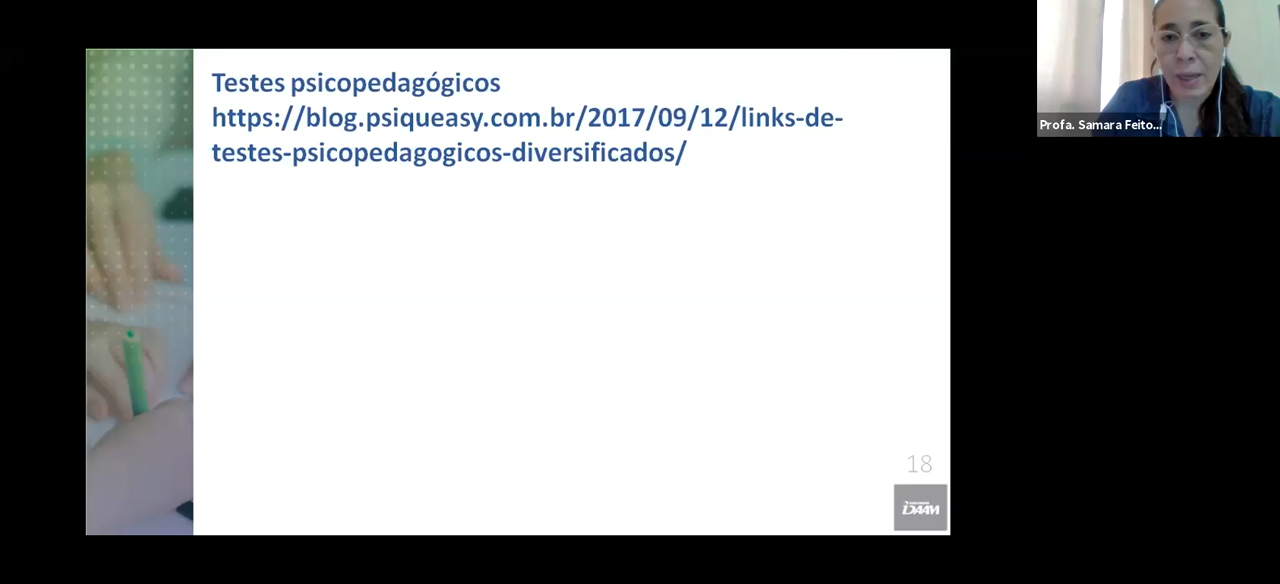 Testes psicopedagógicos
https://blog.psiqueasy.com.br/2017/09/12/links-de-
testes-psicopedagogicos-diversificados/
Profa. Samara Feito...
18
IDAAM